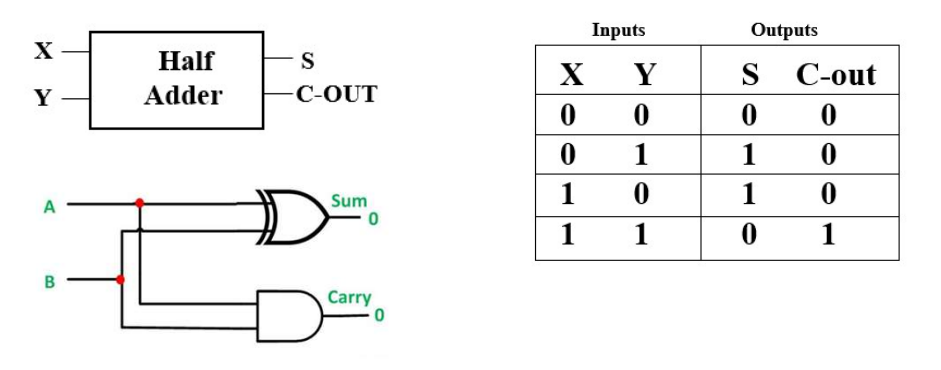 X
Half
Adder
S
Y
C-OUT
A
Sum
0
B
Carry
0
Inputs Outputs
X Y S C-out
0 0 0 0
0 1 1 0
1 0 1 0
1 1 0 1